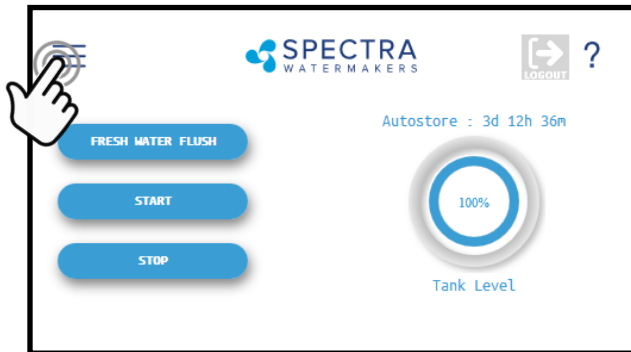 SPECTRA
WATERMAKERS
LOGOUT
?
Autostore : 3d 12h 36m
FRESH WATER FLUSH
START
100%
STOP
Tank Level